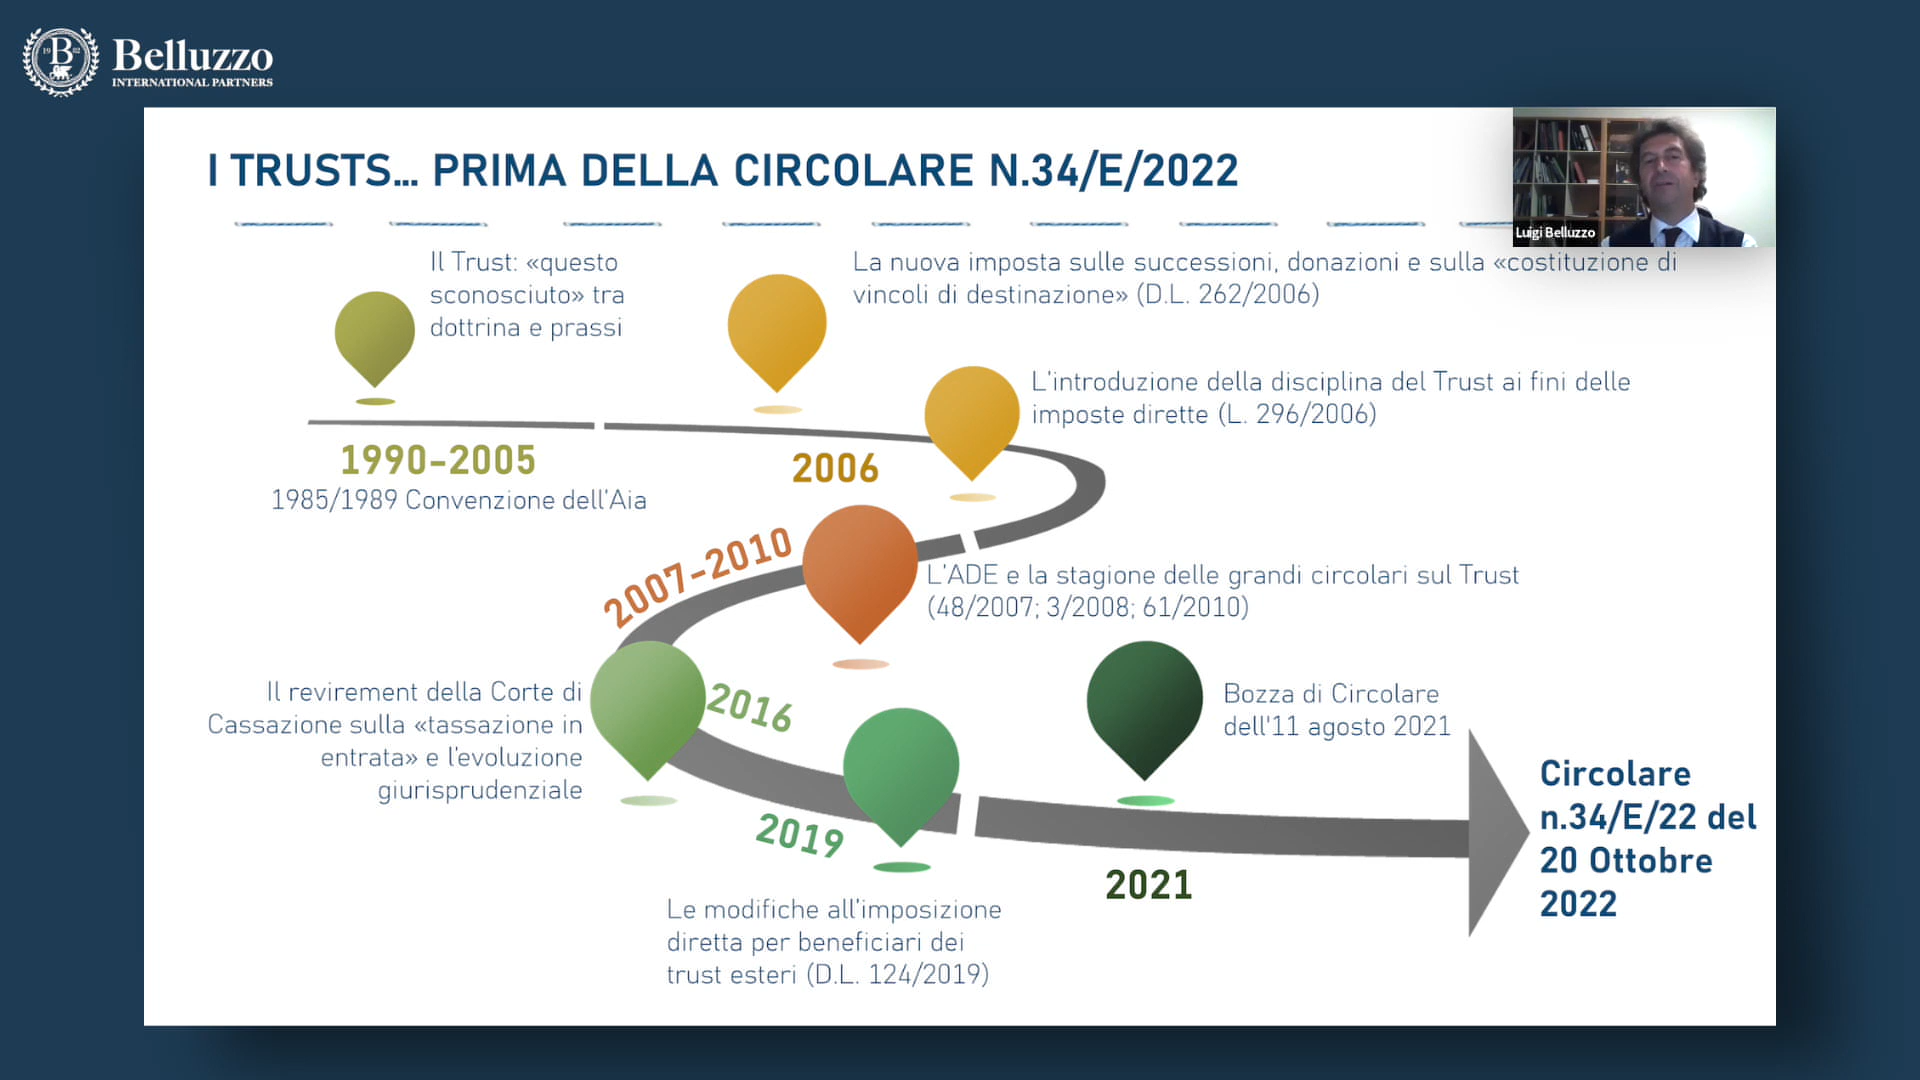 19 B 82
Belluzzo
INTERNATIONAL PARTNERS
I TRUSTS... PRIMA DELLA CIRCOLARE N.34/E/2022
Luigi Belluzzo
Il Trust: «questo
sconosciuto» tra
dottrina e prassi
La nuova imposta sulle successioni, donazioni e sulla «costituzione di
vincoli di destinazione» (D.L. 262/2006)
L'introduzione della disciplina del Trust ai fini delle
imposte dirette (L. 296/2006)
1990-2005
1985/1989 Convenzione dell'Aia
2006
2007-2010
L'ADE e la stagione delle grandi circolari sul Trust
(48/2007; 3/2008; 61/2010)
Il revirement della Corte di
Cassazione sulla «tassazione in
entrata» e l'evoluzione
giurisprudenziale
2016
Bozza di Circolare
dell'11 agosto 2021
2019
Le modifiche all'imposizione
diretta per beneficiari dei
trust esteri (D.L. 124/2019)
2021
Circolare
n.34/E/22 del
20 Ottobre
2022